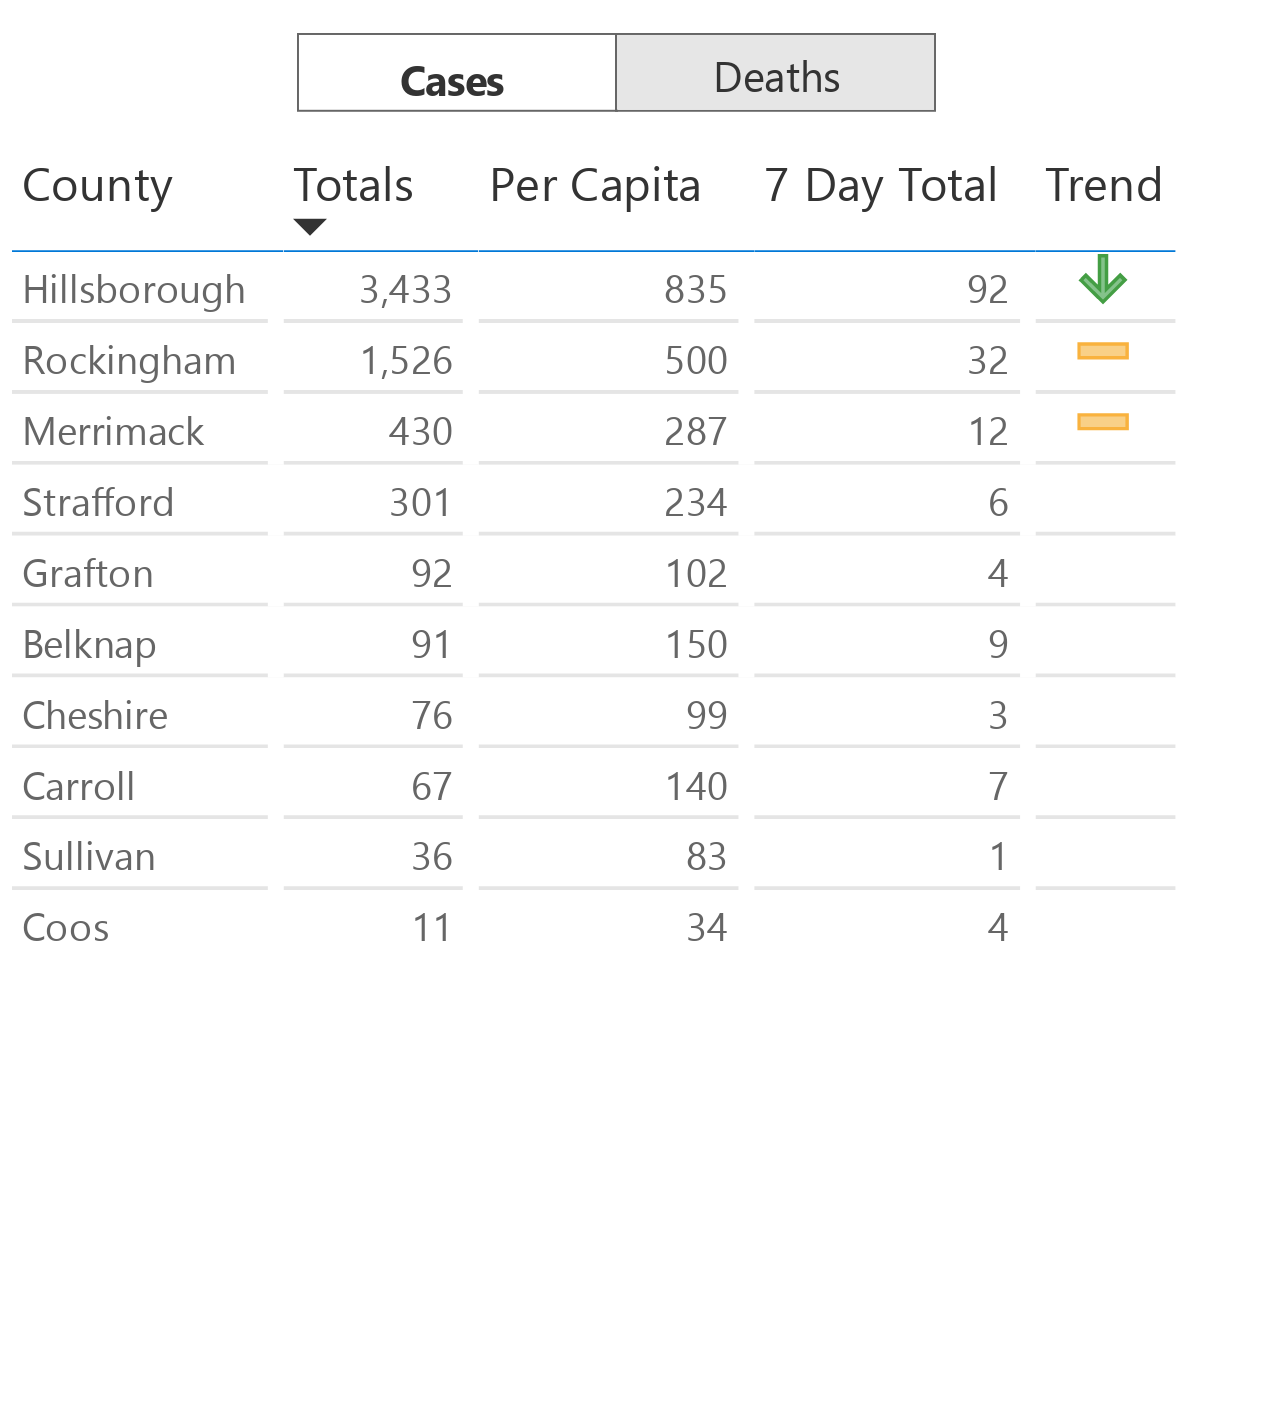 Cases Deaths
County Totals Per Capita 7 Day Total Trend
Hillsborough 3,433 835 92
Rockingham 1,526 500 32
Merrimack 430 287 12
Strafford 301 234 6
Grafton 92 102 4
Belknap 91 150 9
Cheshire 76 99 3
Carroll 67 140 7
Sullivan 36 83 1
Coos 11 34 4